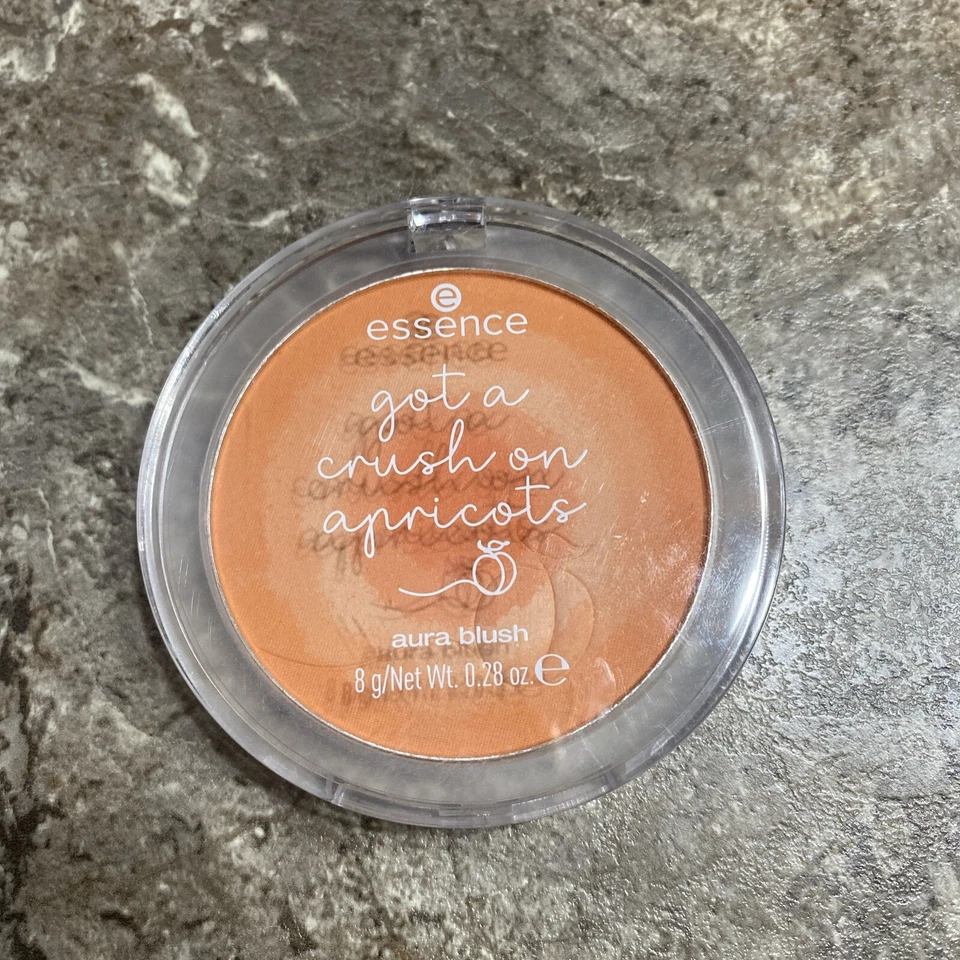 e
essence
got a
crush on
apricots
aura blush
8 g/Net Wt. 0.28 oz. ℮